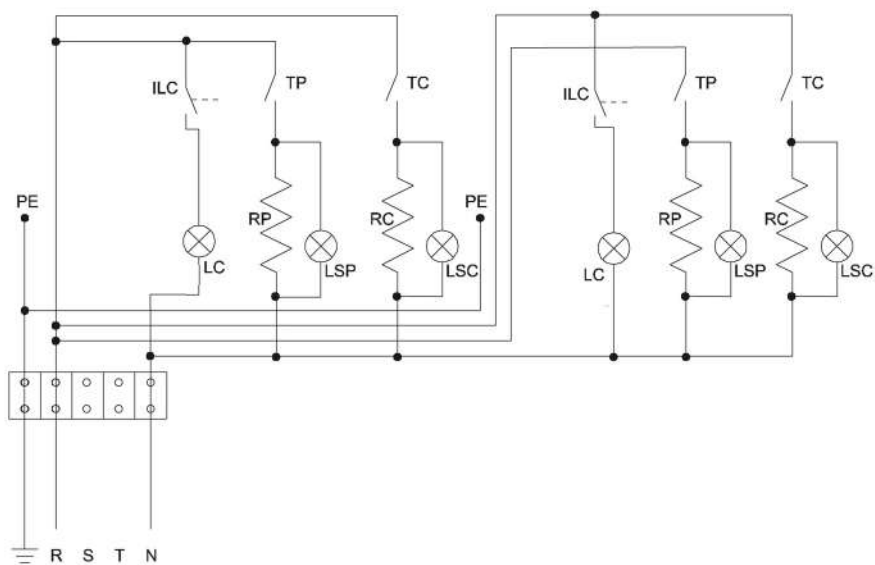 ILC TP TC ILC TP TC
PE RP RC PE RP RC
LC LSP LSC LC LSP LSC
R S T N